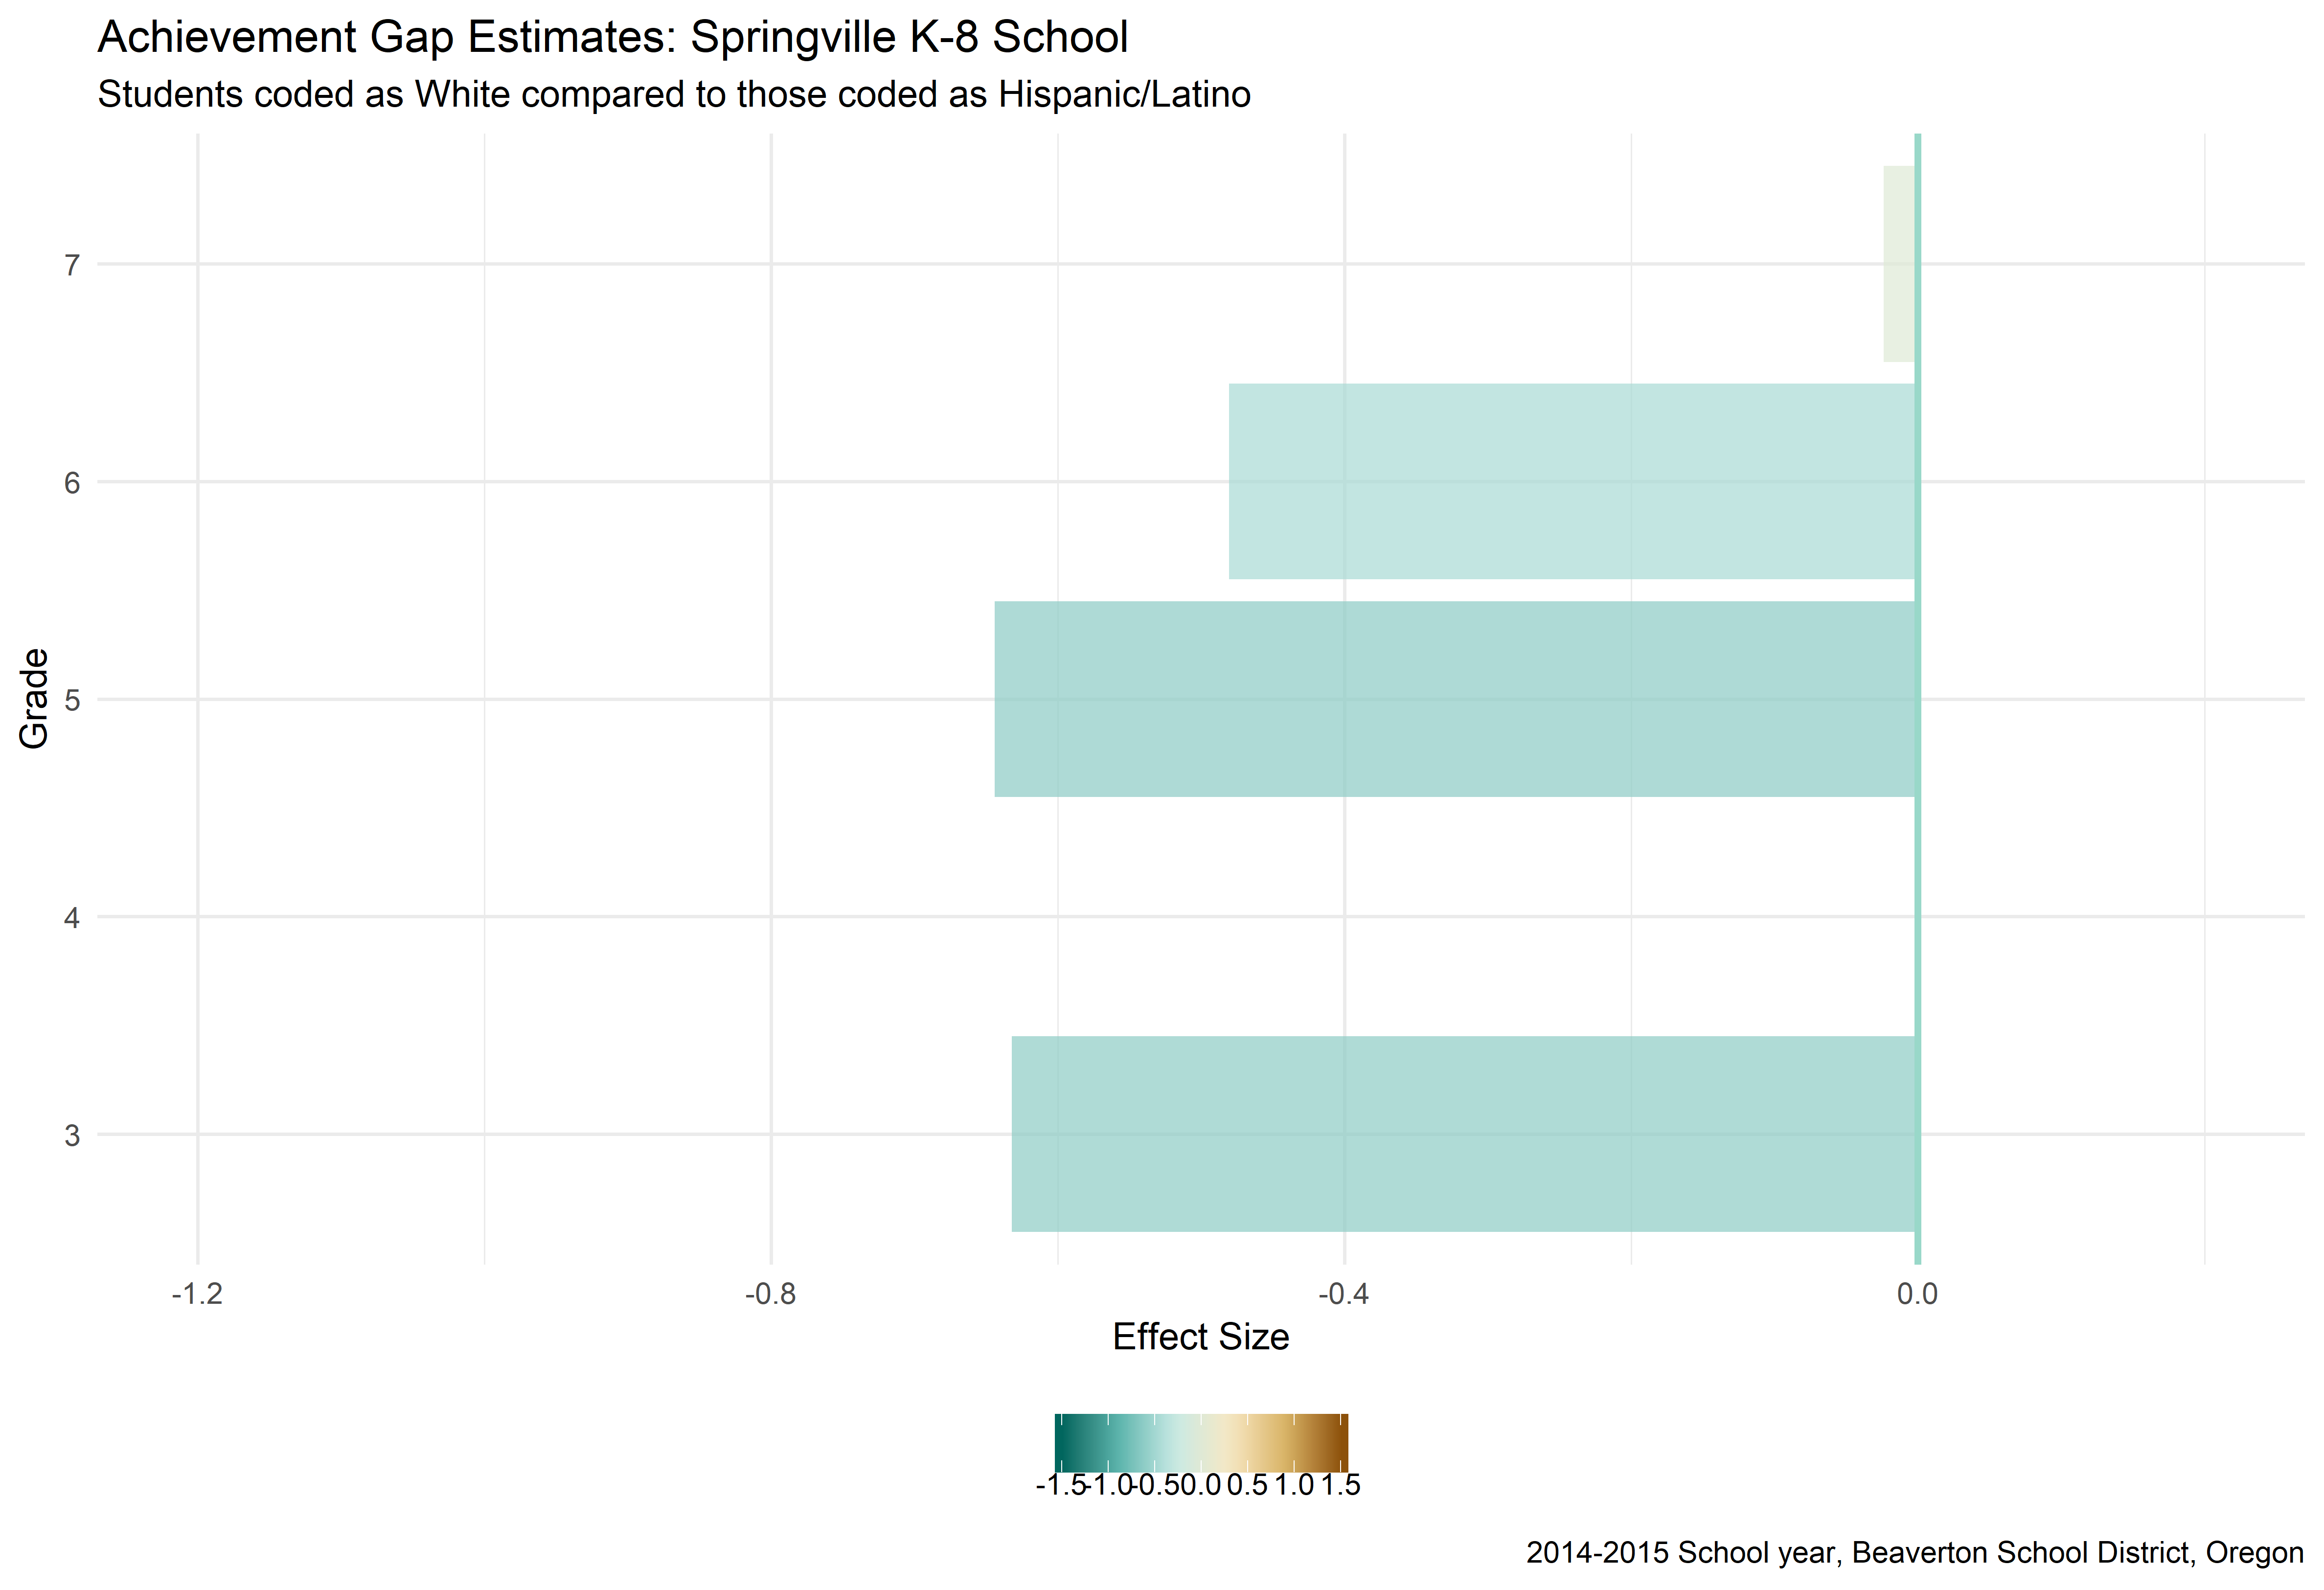 Achievement Gap Estimates: Springville K-8 School
Students coded as White compared to those coded as Hispanic/Latino
7
6
5
4
3
Grade
-1.2 -0.8 -0.4 0.0
Effect Size
-1.5 -1.0 -0.5 0.0 0.5 1.0 1.5
2014-2015 School year, Beaverton School District, Oregon